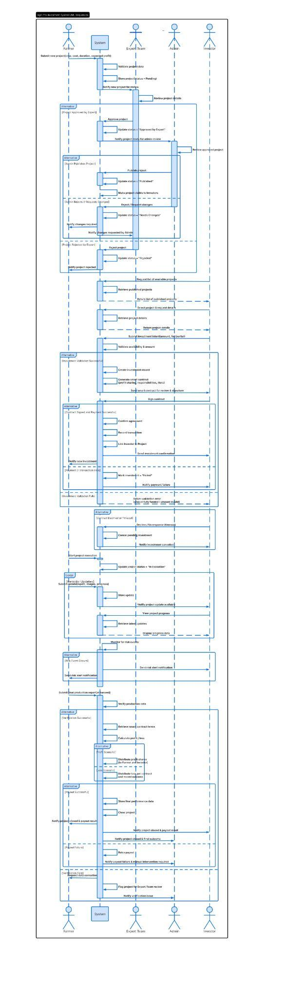 Agri-Pro Investment System UML Sequences
Farmer
System
Expert Team
Admin
Investor
Submit new project(crop, cost, duration, expected profit)
Validate project data
Store project(status = Pending)
Notify new project for review
Review project details
Alternative
[Project Approved by Expert]
Approve project
Update status = "Approved by Expert"
Notify project ready for admin review
Review approved project
Alternative
[Admin Publishes Project]
Publish project
Update status = "Published"
Make project visible to Investors
[Admin Rejects // Requests Changes]
Reject / Request changes
Update status = "Needs Changes"
Notify changes required
Notify changes requested by Admin
[Project Rejected by Expert]
Reject project
Update status = "Rejected"
Notify project rejected
Request list of available projects
Retrieve published projects
Return list of published projects
Select project & request details
Retrieve project details
Return project details
Submit investment intent(amount, full/partial)
Validate availability & amount
Alternative
[Investment Validation Successful]
Create investment record
Generate smart contract
(profit sharing, responsibilities, risks)
Send smart contract for review & signature
Sign contract
Alternative
[Contract Signed and Payment Successful]
Confirm agreement
Record transaction
Link Investor to Project
Send investment confirmation
Notify new investment
[Payment // Transaction Fails]
Mark investment = "Failed"
Notify payment failure
[Investment Validation Fails]
Return validation error
(project fully funded / amount invalid)
Alternative
[Contract Declined or Timeout]
Decline / No response (timeout)
Cancel pending investment
Notify investment cancelled
Start project execution
Update project status = "In Execution"
Loop
[Periodic Updates]
Submit update(report, images, progress)
Store update
Notify project update available
View project progress
Retrieve latest updates
Display progress data
Monitor for risk events
Alternative
[Risk Event Occurs]
Send risk alert notification
Send risk alert notification
Submit final production report(at harvest)
Verify production data
Alternative
[Verification Successful]
Retrieve smart contract terms
Calculate profit / loss
Alternative
[Profit Scenario]
Distribute profit shares
(to Farmer and Investor)
[Loss Scenario]
Distribute loss per contract
and record outcome
Alternative
[Payout Successful]
Store final performance data
Close project
Notify project closed & payout result
Notify project closed & payout result
Notify project closed & final outcome
[Payout Failure]
Retry payout
Notify payout failure & manual intervention required
[Verification Fails]
Request data correction
Flag project for Expert Team review
Notify verification issue
Farmer
System
Expert Team
Admin
Investor